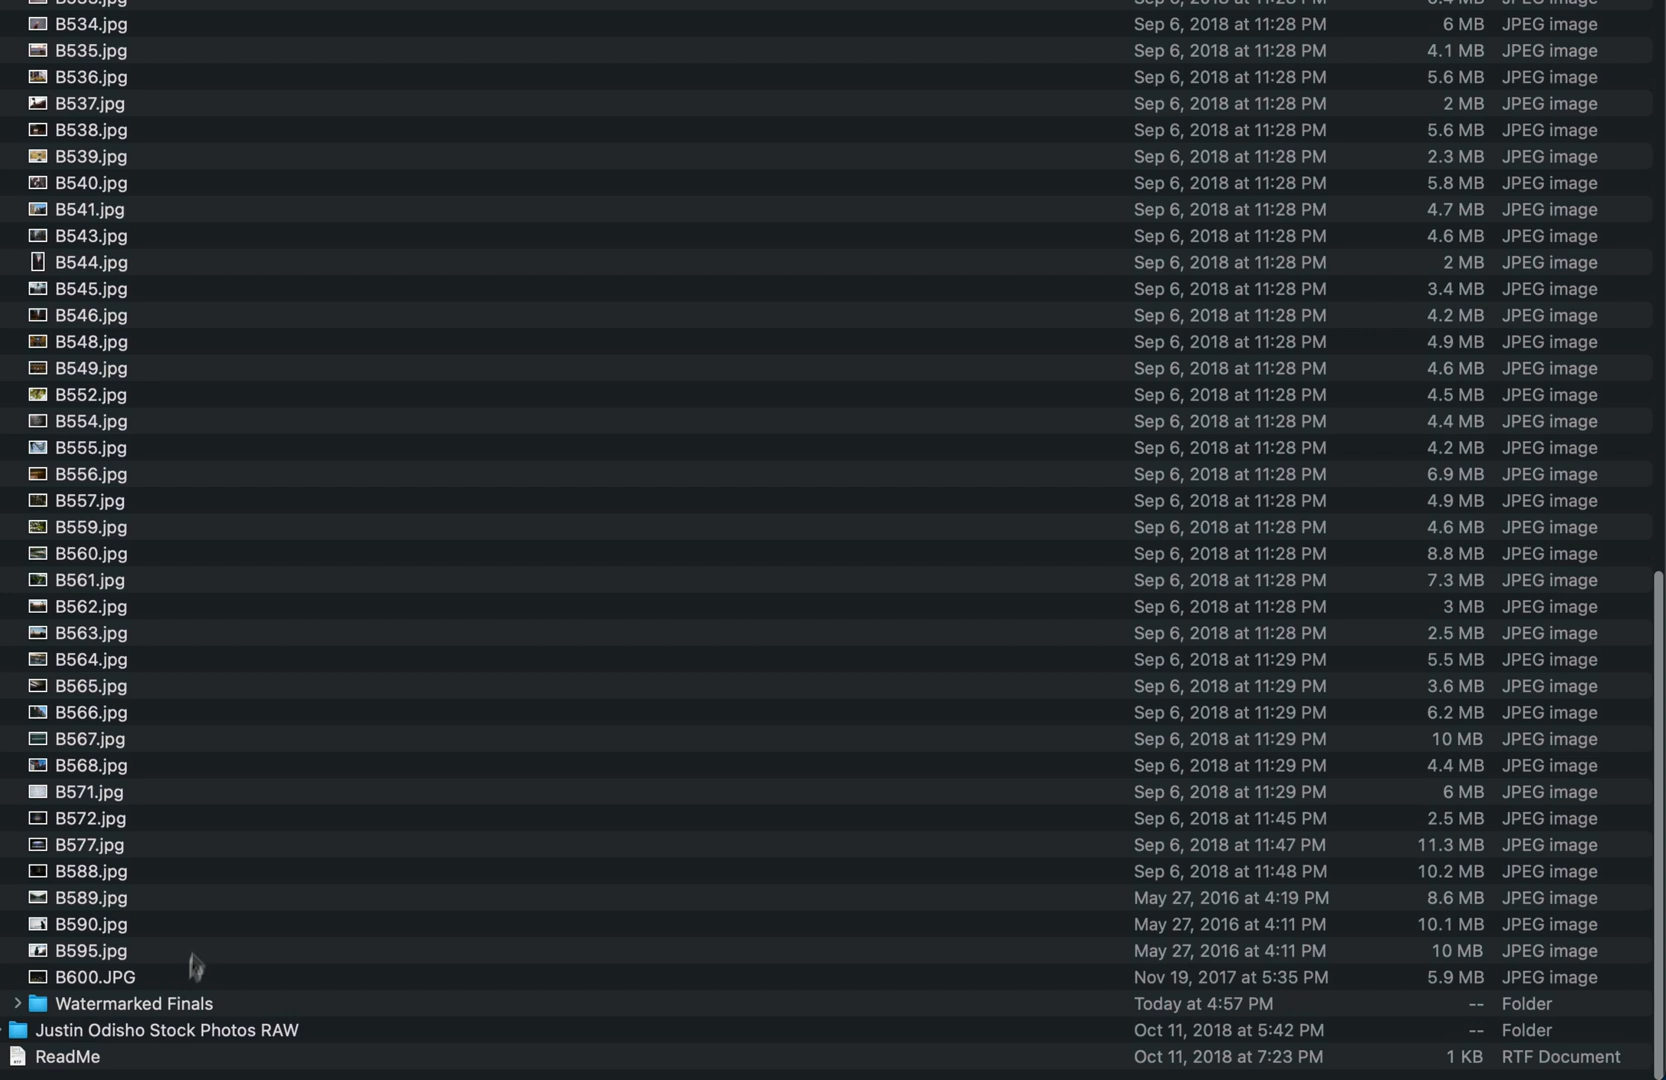 B534.jpg Sep 6, 2018 at 11:28 PM 6 MB JPEG image
B535.jpg Sep 6, 2018 at 11:28 PM 4.1 MB JPEG image
B536.jpg Sep 6, 2018 at 11:28 PM 5.6 MB JPEG image
B537.jpg Sep 6, 2018 at 11:28 PM 2 MB JPEG image
B538.jpg Sep 6, 2018 at 11:28 PM 5.6 MB JPEG image
B539.jpg Sep 6, 2018 at 11:28 PM 2.3 MB JPEG image
B540.jpg Sep 6, 2018 at 11:28 PM 5.8 MB JPEG image
B541.jpg Sep 6, 2018 at 11:28 PM 4.7 MB JPEG image
B543.jpg Sep 6, 2018 at 11:28 PM 4.6 MB JPEG image
B544.jpg Sep 6, 2018 at 11:28 PM 2 MB JPEG image
B545.jpg Sep 6, 2018 at 11:28 PM 3.4 MB JPEG image
B546.jpg Sep 6, 2018 at 11:28 PM 4.2 MB JPEG image
B548.jpg Sep 6, 2018 at 11:28 PM 4.9 MB JPEG image
B549.jpg Sep 6, 2018 at 11:28 PM 4.6 MB JPEG image
B552.jpg Sep 6, 2018 at 11:28 PM 4.5 MB JPEG image
B554.jpg Sep 6, 2018 at 11:28 PM 4.4 MB JPEG image
B555.jpg Sep 6, 2018 at 11:28 PM 4.2 MB JPEG image
B556.jpg Sep 6, 2018 at 11:28 PM 6.9 MB JPEG image
B557.jpg Sep 6, 2018 at 11:28 PM 4.9 MB JPEG image
B559.jpg Sep 6, 2018 at 11:28 PM 4.6 MB JPEG image
B560.jpg Sep 6, 2018 at 11:28 PM 8.8 MB JPEG image
B561.jpg Sep 6, 2018 at 11:28 PM 7.3 MB JPEG image
B562.jpg Sep 6, 2018 at 11:28 PM 3 MB JPEG image
B563.jpg Sep 6, 2018 at 11:28 PM 2.5 MB JPEG image
B564.jpg Sep 6, 2018 at 11:29 PM 5.5 MB JPEG image
B565.jpg Sep 6, 2018 at 11:29 PM 3.6 MB JPEG image
B566.jpg Sep 6, 2018 at 11:29 PM 6.2 MB JPEG image
B567.jpg Sep 6, 2018 at 11:29 PM 10 MB JPEG image
B568.jpg Sep 6, 2018 at 11:29 PM 4.4 MB JPEG image
B571.jpg Sep 6, 2018 at 11:29 PM 6 MB JPEG image
B572.jpg Sep 6, 2018 at 11:45 PM 2.5 MB JPEG image
B577.jpg Sep 6, 2018 at 11:47 PM 11.3 MB JPEG image
B588.jpg Sep 6, 2018 at 11:48 PM 10.2 MB JPEG image
B589.jpg May 27, 2016 at 4:19 PM 8.6 MB JPEG image
B590.jpg May 27, 2016 at 4:11 PM 10.1 MB JPEG image
B595.jpg May 27, 2016 at 4:11 PM 10 MB JPEG image
B600.JPG Nov 19, 2017 at 5:35 PM 5.9 MB JPEG image
Watermarked Finals Today at 4:57 PM -- Folder
Justin Odisho Stock Photos RAW Oct 11, 2018 at 5:42 PM -- Folder
ReadMe Oct 11, 2018 at 7:23 PM 1 KB RTF Document